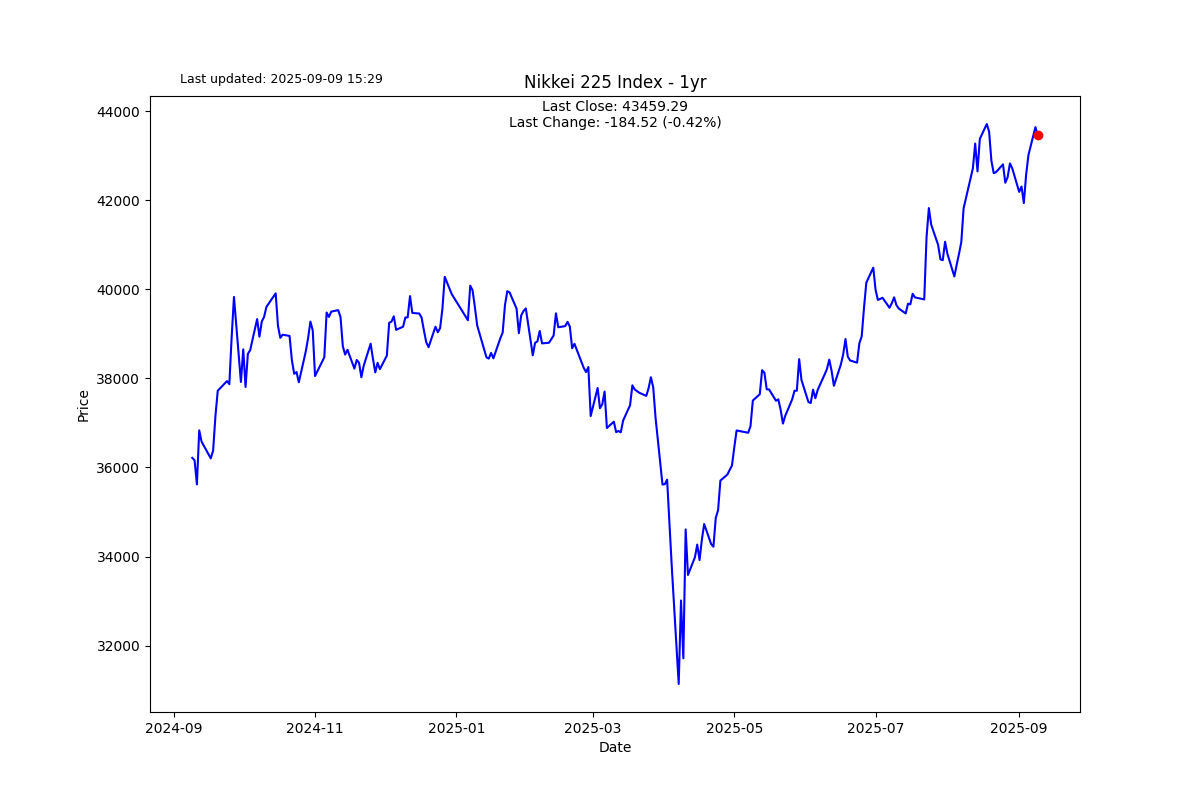 Last updated: 2025-09-09 15:29
Nikkei 225 Index - 1yr
Last Close: 43459.29
Last Change: -184.52 (-0.42%)
Price
44000
42000
40000
38000
36000
34000
32000
2024-09 2024-11 2025-01 2025-03 2025-05 2025-07 2025-09
Date